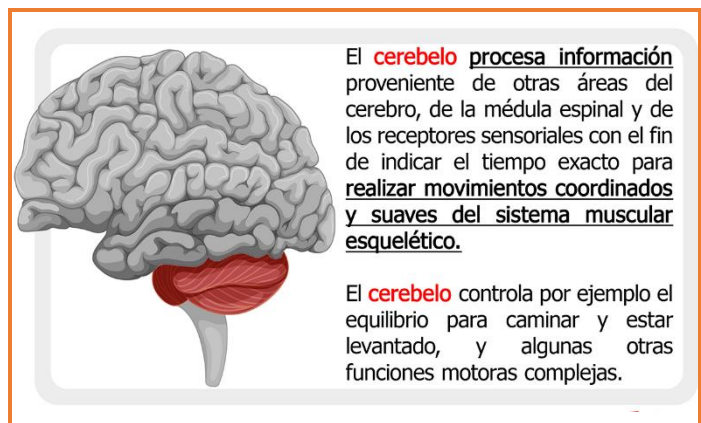 El cerebelo procesa información
proveniente de otras áreas del
cerebro, de la médula espinal y de
los receptores sensoriales con el fin
de indicar el tiempo exacto para
realizar movimientos coordinados
y suaves del sistema muscular
esquelético.
El cerebelo controla por ejemplo el
equilibrio para caminar y estar
levantado, y algunas otras
funciones motoras complejas.